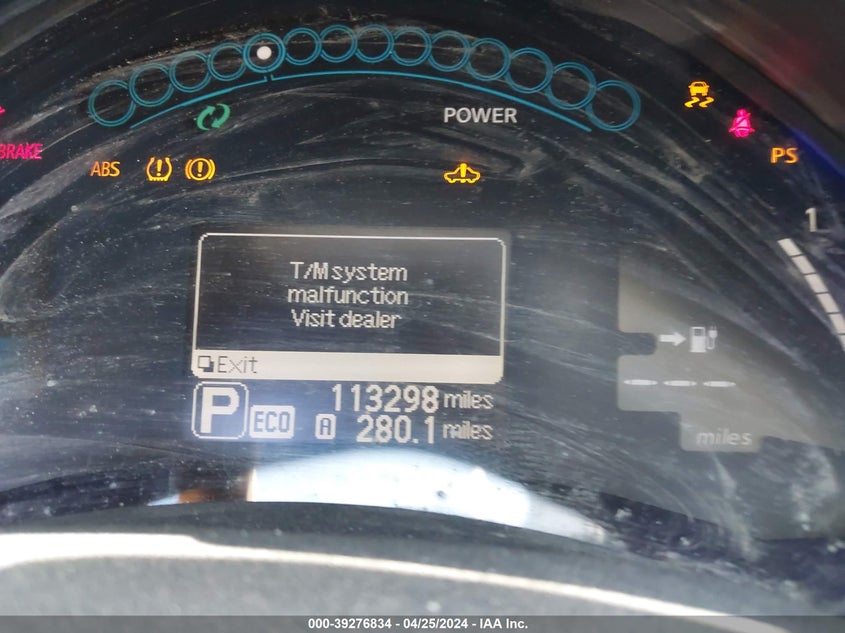 POWER
BRAKE
ABS
PS
1
T/M system
malfunction
Visit dealer
Exit
P
ECO
113298 miles
A 280.1 miles
--- miles
000-39276834 - 04/25/2024 - IAA Inc.